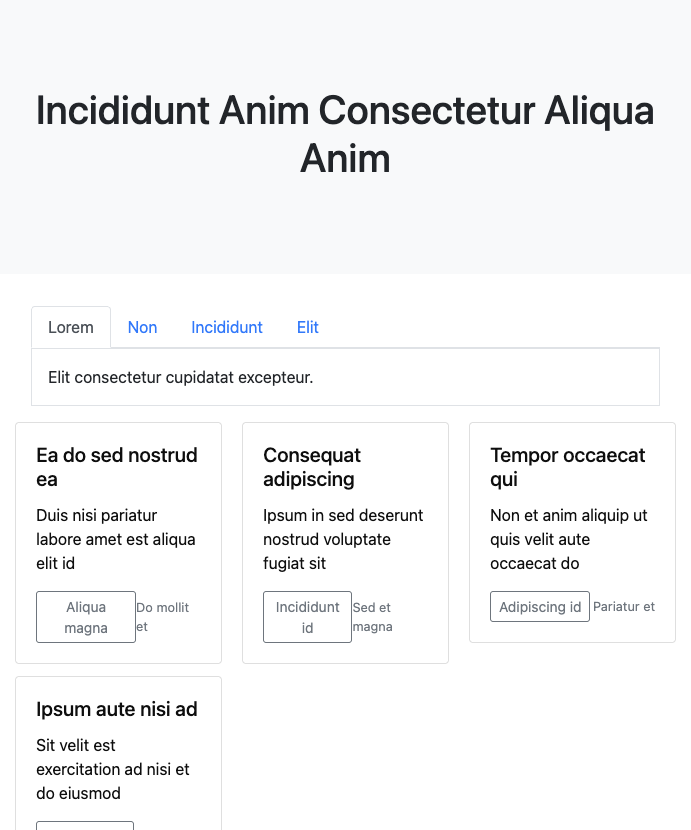 Incididunt Anim Consectetur Aliqua
Anim
Lorem
Non
Incididunt
Elit
Elit consectetur cupidatat excepteur.
Ea do sed nostrud
ea
Duis nisi pariatur
labore amet est aliqua
elit id
Aliqua
magna
Do mollit
et
Consequat
adipiscing
Ipsum in sed deserunt
nostrud voluptate
fugiat sit
Incididunt
id
Sed et
magna
Tempor occaecat
qui
Non et anim aliquip ut
quis velit aute
occaecat do
Adipiscing id
Pariatur et
Ipsum aute nisi ad
Sit velit est
exercitation ad nisi et
do eiusmod